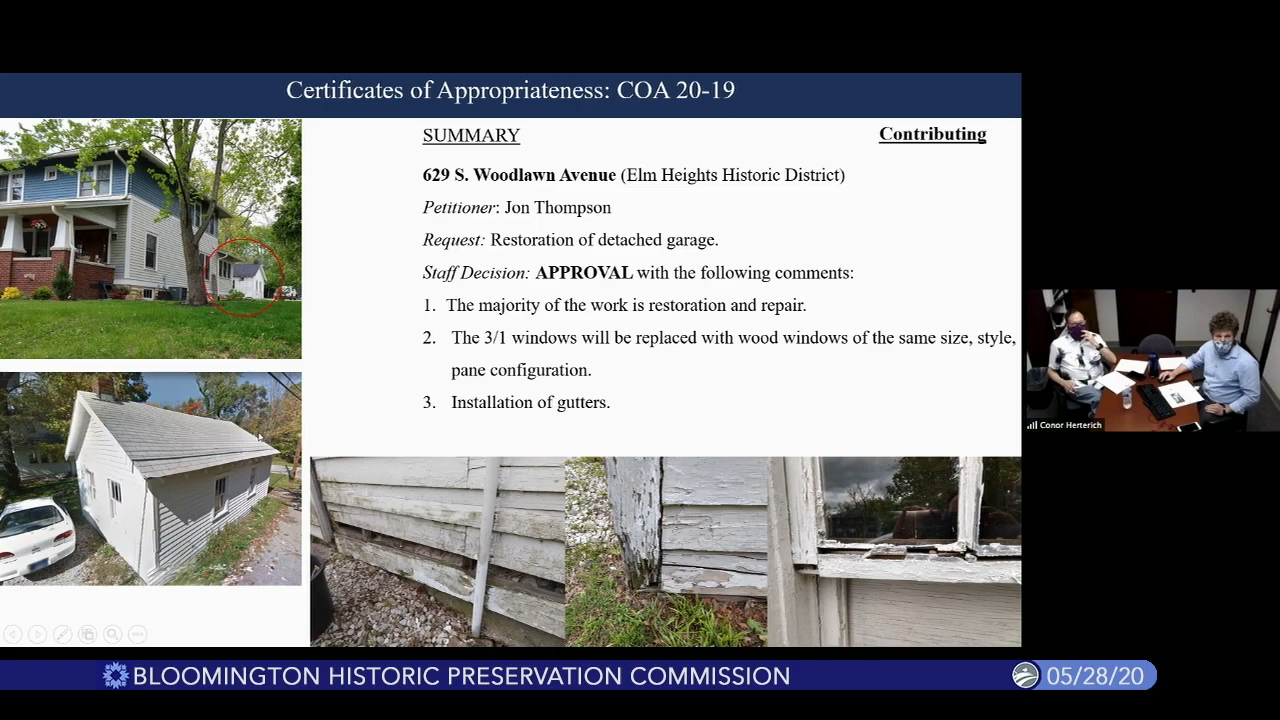 Certificates of Appropriateness: COA 20-19
SUMMARY
Contributing
629 S. Woodlawn Avenue (Elm Heights Historic District)
Petitioner: Jon Thompson
Request: Restoration of detached garage.
Staff Decision: APPROVAL with the following comments:
1. The majority of the work is restoration and repair.
2. The 3/1 windows will be replaced with wood windows of the same size, style,
pane configuration.
3. Installation of gutters.
Conor Herterich
BLOOMINGTON HISTORIC PRESERVATION COMMISSION
05/28/20